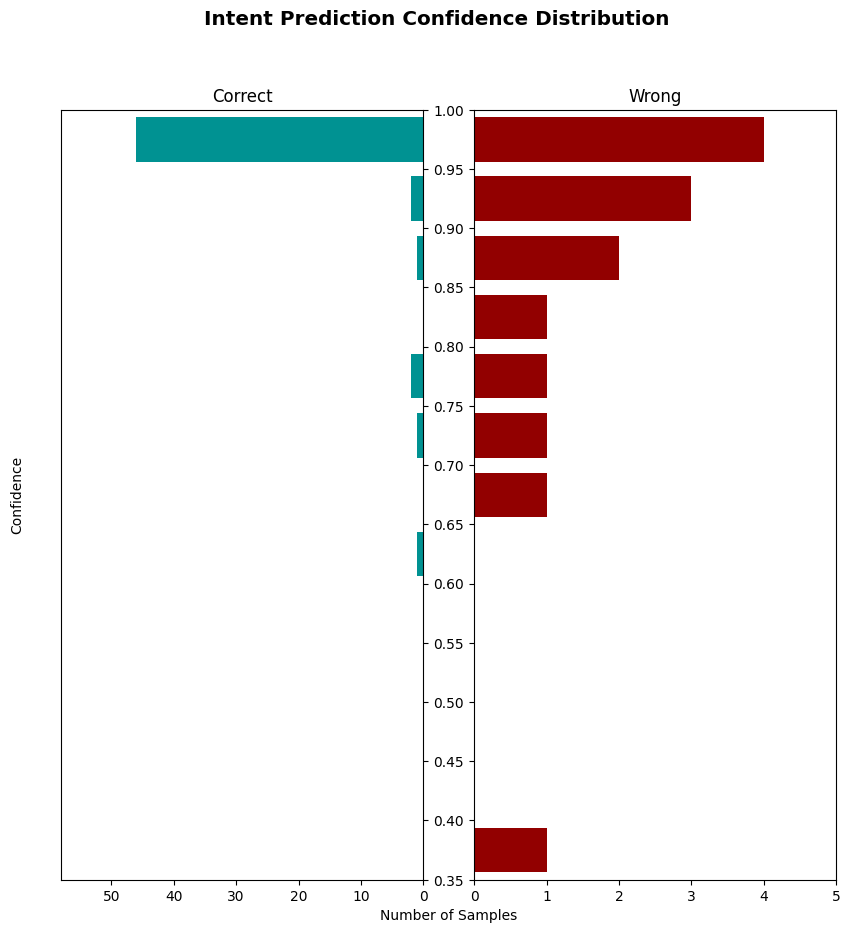 Intent Prediction Confidence Distribution
Correct
Wrong
1.00
0.95
0.90
0.85
0.80
0.75
0.70
0.65
0.60
0.55
0.50
0.45
0.40
0.35
Confidence
50 40 30 20 10 0
0 1 2 3 4 5
Number of Samples